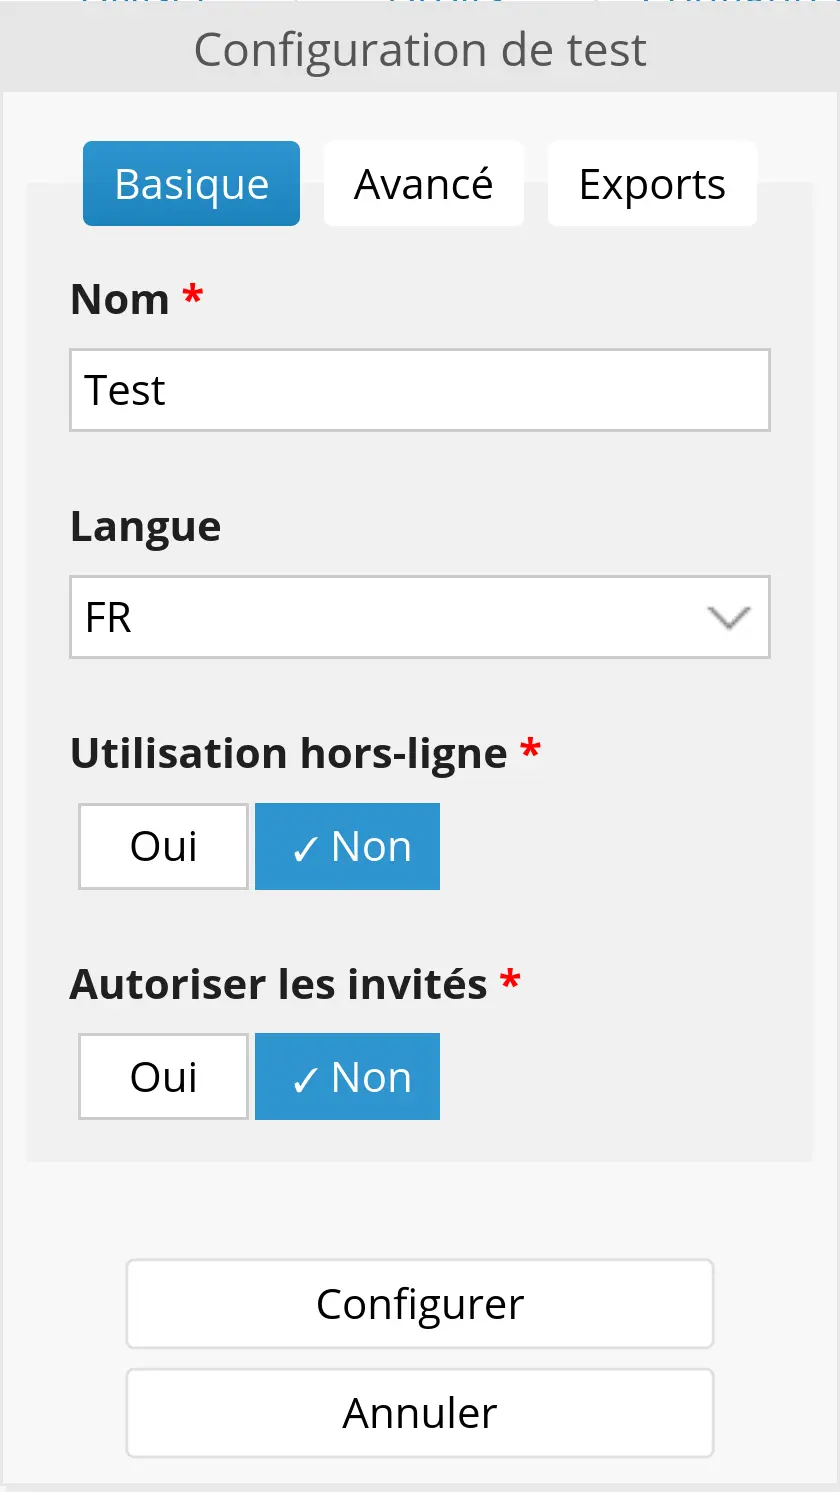 Configuration de test
Basique Avancé Exports
Nom *
Test
Langue
FR
Utilisation hors-ligne *
Oui ✓ Non
Autoriser les invités *
Oui ✓ Non
Configurer
Annuler